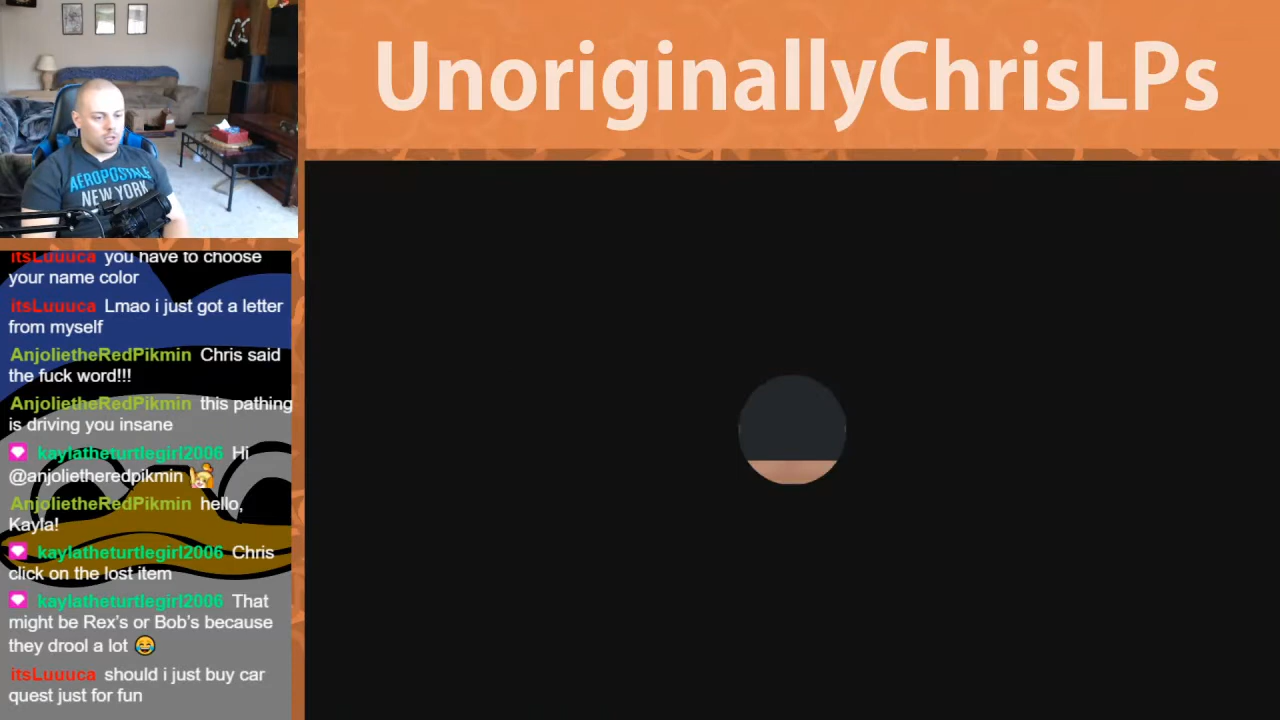 UnoriginallyChrisLPs
AÉROPOSTALE
NEW YORK
itsLuuuca you have to choose
your name color
itsLuuuca Lmao i just got a letter
from myself
AnjolietheRedPikmin Chris said
the fuck word!!!
AnjolietheRedPikmin this pathing
is driving you insane
kaylatheturtlegirl2006 Hi
@anjolietheredpikmin
AnjolietheRedPikmin hello,
Kayla!
kaylatheturtlegirl2006 Chris
click on the lost item
kaylatheturtlegirl2006 That
might be Rex's or Bob's because
they drool a lot 😂
itsLuuuca should i just buy car
quest just for fun